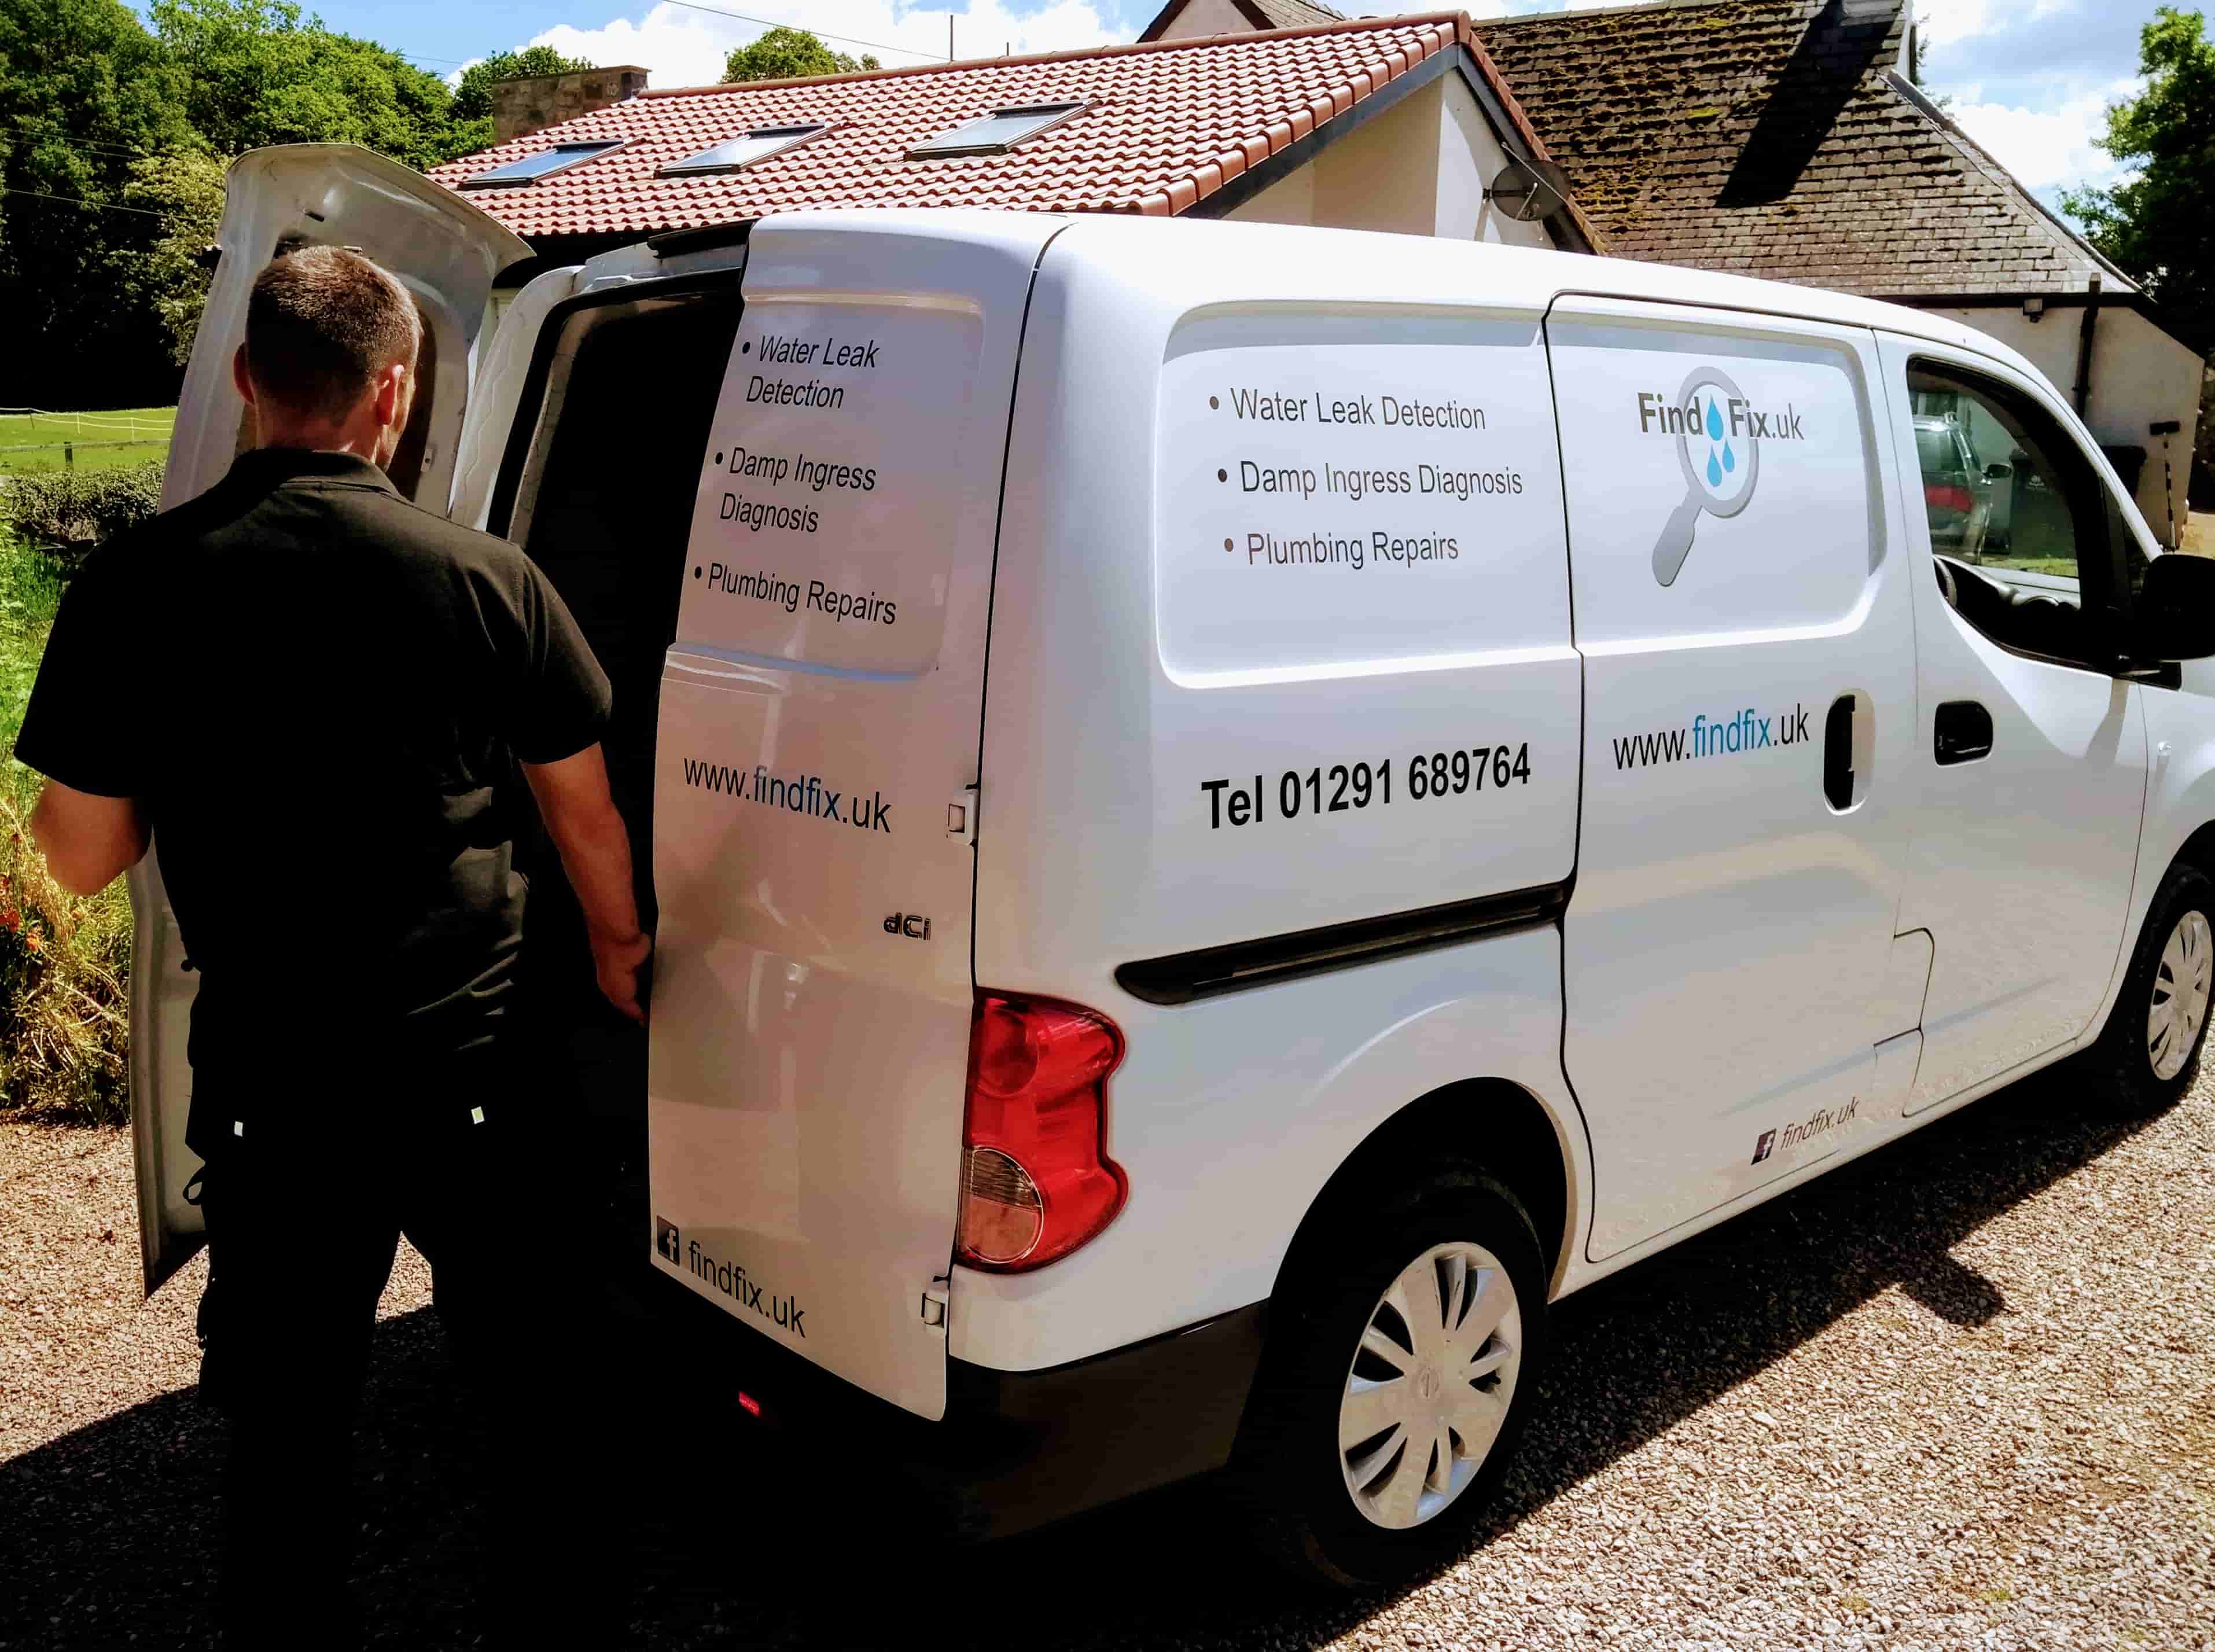 • Water Leak
Detection
• Damp Ingress
Diagnosis
• Plumbing Repairs
www.findfix.uk
dCi
f findfix.uk
• Water Leak Detection
• Damp Ingress Diagnosis
• Plumbing Repairs
Tel 01291 689764
Find Fix.uk
www.findfix.uk
f findfix.uk